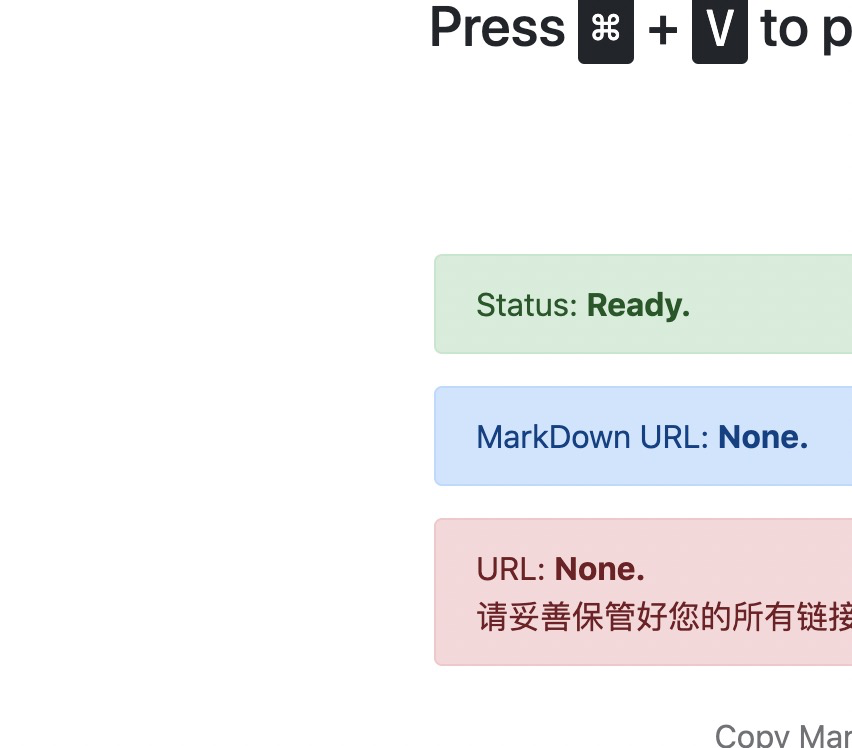 Press ⌘ + V to p
Status: Ready.
MarkDown URL: None.
URL: None.
请妥善保管好您的所有链接
Copy Mar